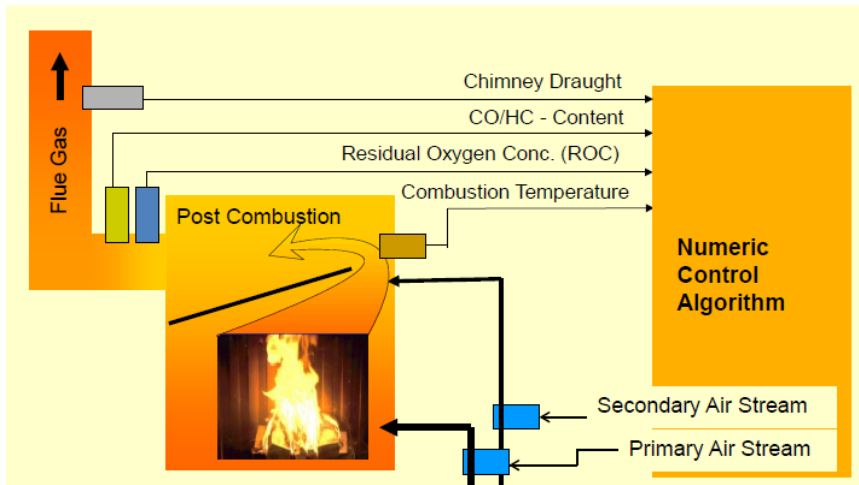 Chimney Draught
CO/HC - Content
Residual Oxygen Conc. (ROC)
Combustion Temperature
Flue Gas
Post Combustion
Numeric
Control
Algorithm
Secondary Air Stream
Primary Air Stream